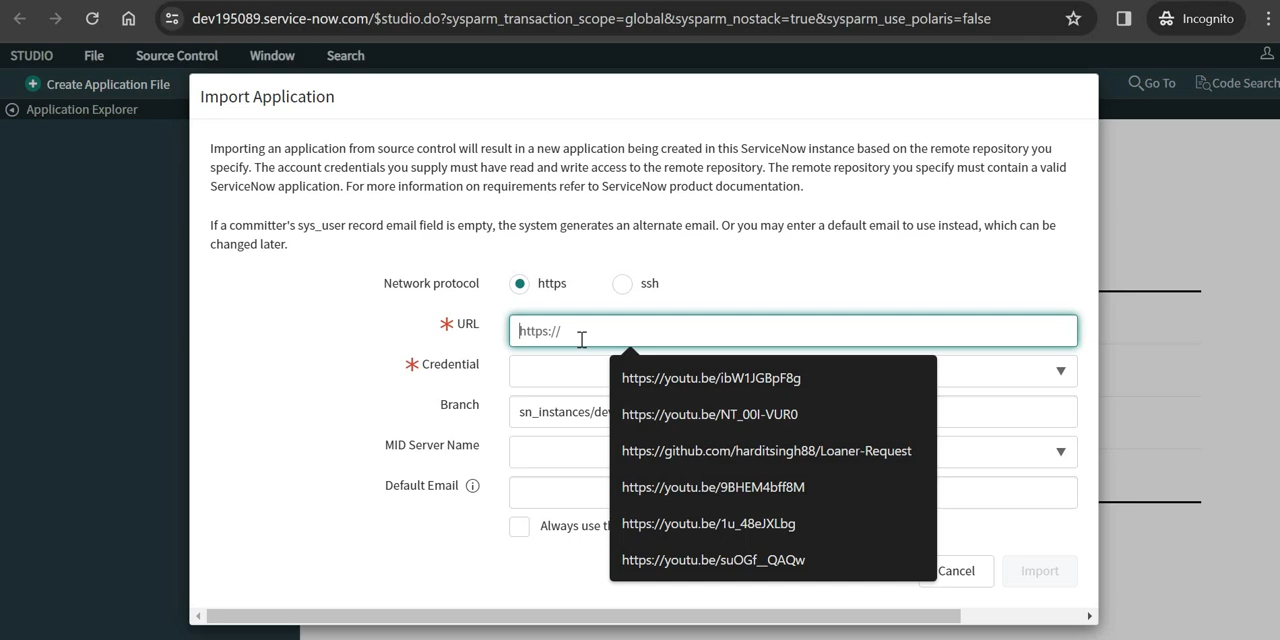 dev195089.service-now.com/$studio.do?sysparm_transaction_scope=global&sysparm_nostack=true&sysparm_use_polaris=false
Incognito
STUDIO File Source Control Window Search
Create Application File
Go To Code Search
Application Explorer
Import Application
Importing an application from source control will result in a new application being created in this ServiceNow instance based on the remote repository you
specify. The account credentials you supply must have read and write access to the remote repository. The remote repository you specify must contain a valid
ServiceNow application. For more information on requirements refer to ServiceNow product documentation.
If a committer's sys_user record email field is empty, the system generates an alternate email. Or you may enter a default email to use instead, which can be
changed later.
Network protocol https ssh
URL https://
Credential
https://youtu.be/ibW1JGBpF8g
Branch sn_instances/de
https://youtu.be/NT_00I-VUR0
MID Server Name
https://github.com/harditsingh88/Loaner-Request
Default Email
https://youtu.be/9BHEM4bff8M
Always use
https://youtu.be/1u_48eJXLbg
https://youtu.be/suOGf__QAQw
Cancel Import